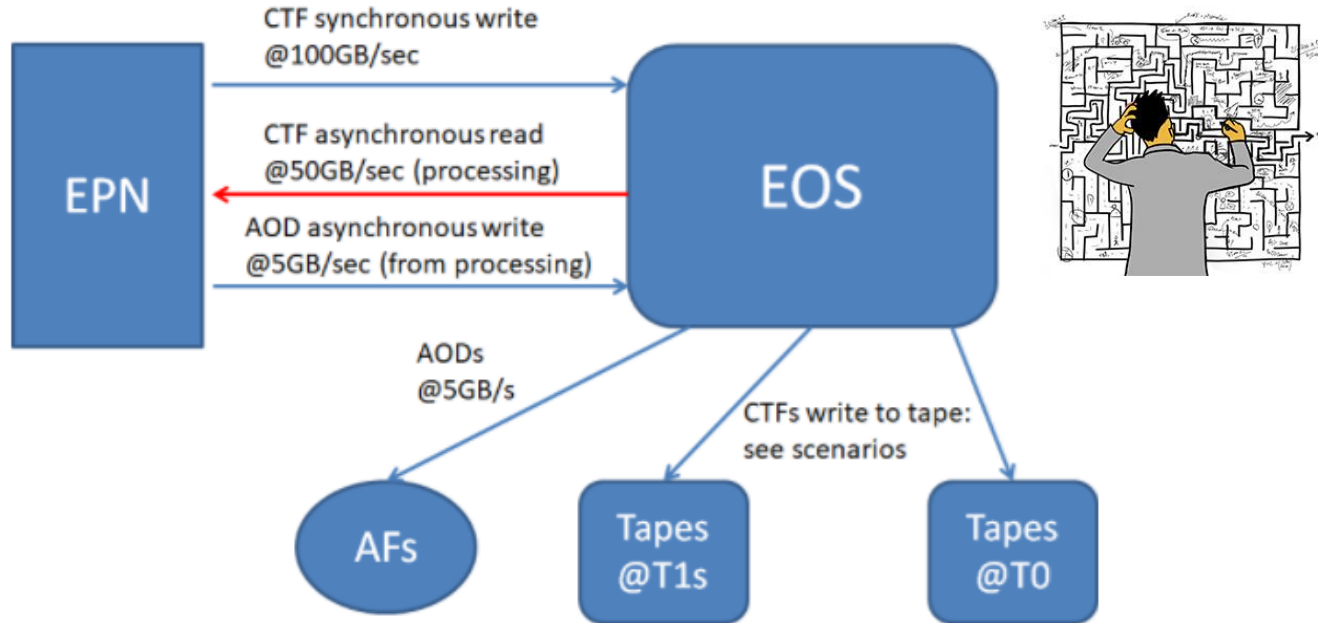 CTF synchronous write
@100GB/sec
CTF asynchronous read
@50GB/sec (processing)
EPN
EOS
AOD asynchronous write
@5GB/sec (from processing)
AODs
@5GB/s
CTFs write to tape:
see scenarios
AFs
Tapes
@T1s
Tapes
@T0